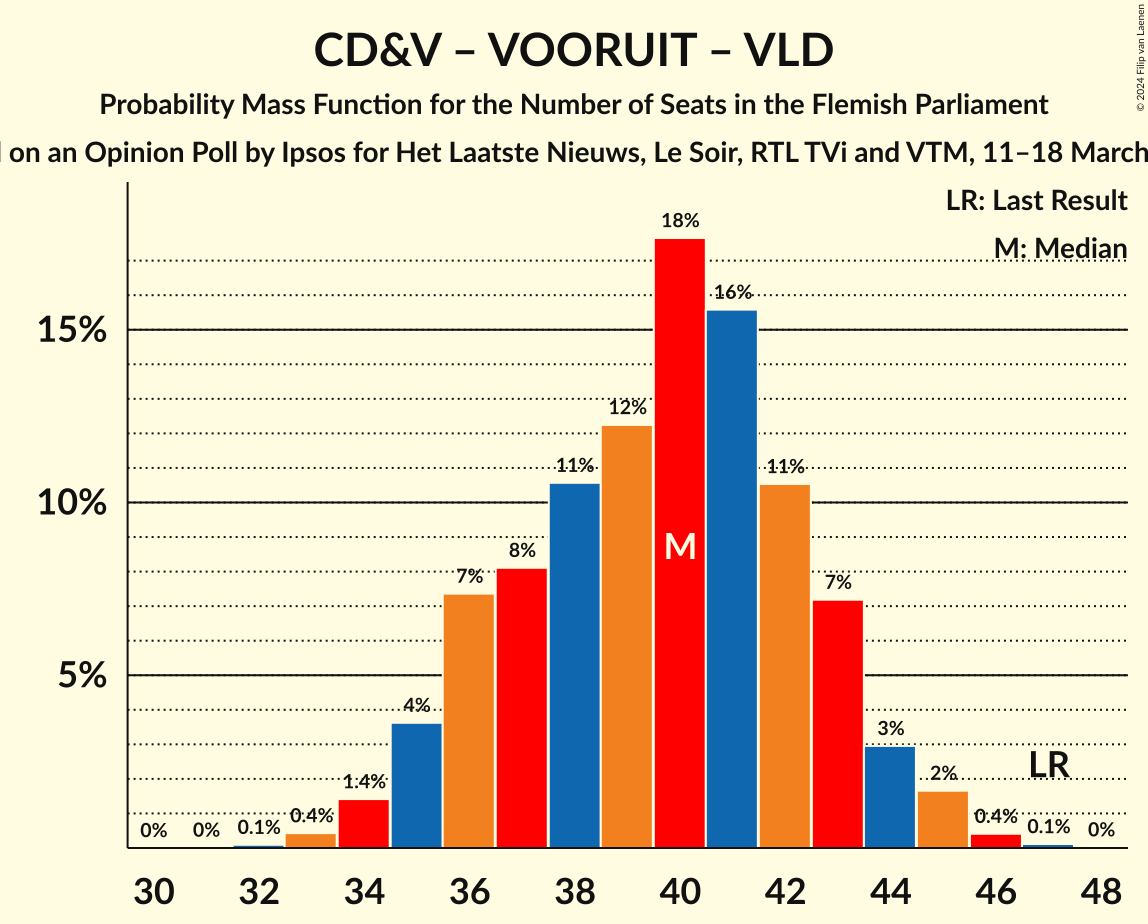 CD&V – VOORUIT – VLD
Probability Mass Function for the Number of Seats in the Flemish Parliament
on an Opinion Poll by Ipsos for Het Laatste Nieuws, Le Soir, RTL TVi and VTM, 11–18 March
© 2024 Filip van Laenen
LR: Last Result
M: Median
18%
16%
15%
12%
11%
11%
10%
M
8%
7%
7%
5%
4%
3%
LR
2%
1.4%
0.4%
0.4%
0% 0% 0.1% 0.1% 0%
30 32 34 36 38 40 42 44 46 48